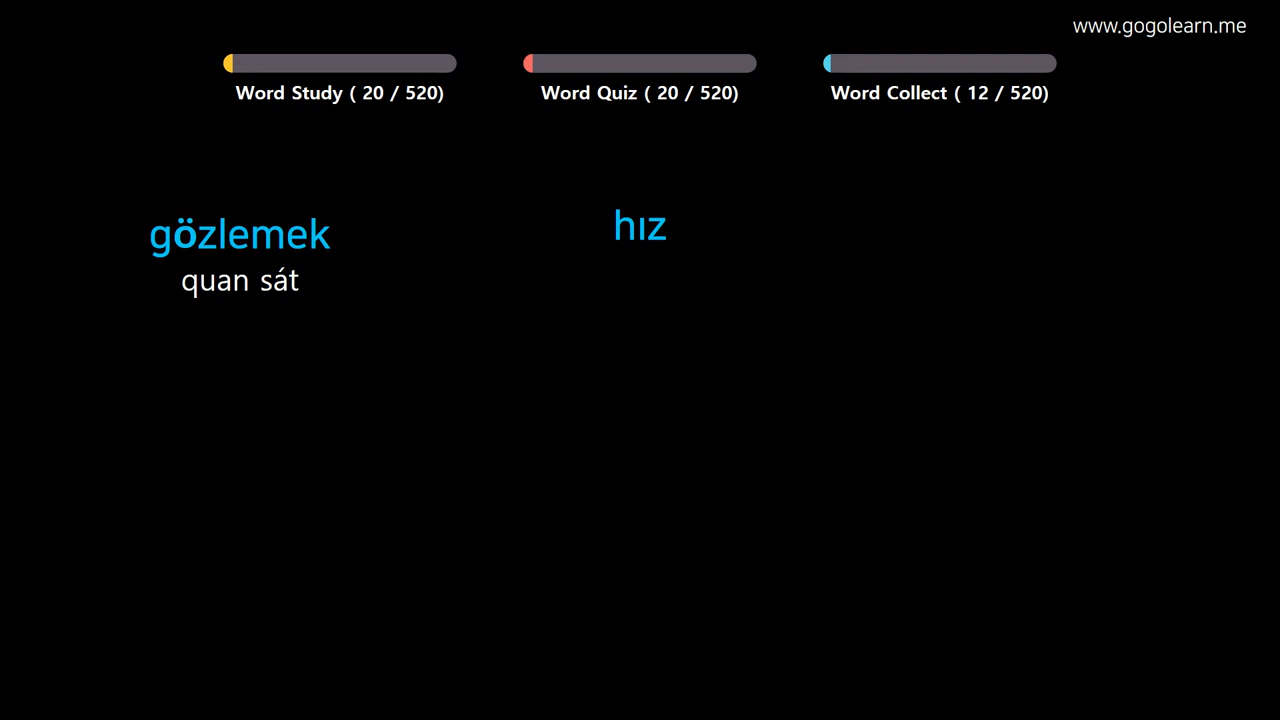 www.gogolearn.me
Word Study ( 20 / 520)
Word Quiz ( 20 / 520)
Word Collect ( 12 / 520)
gözlemek
quan sát
hız